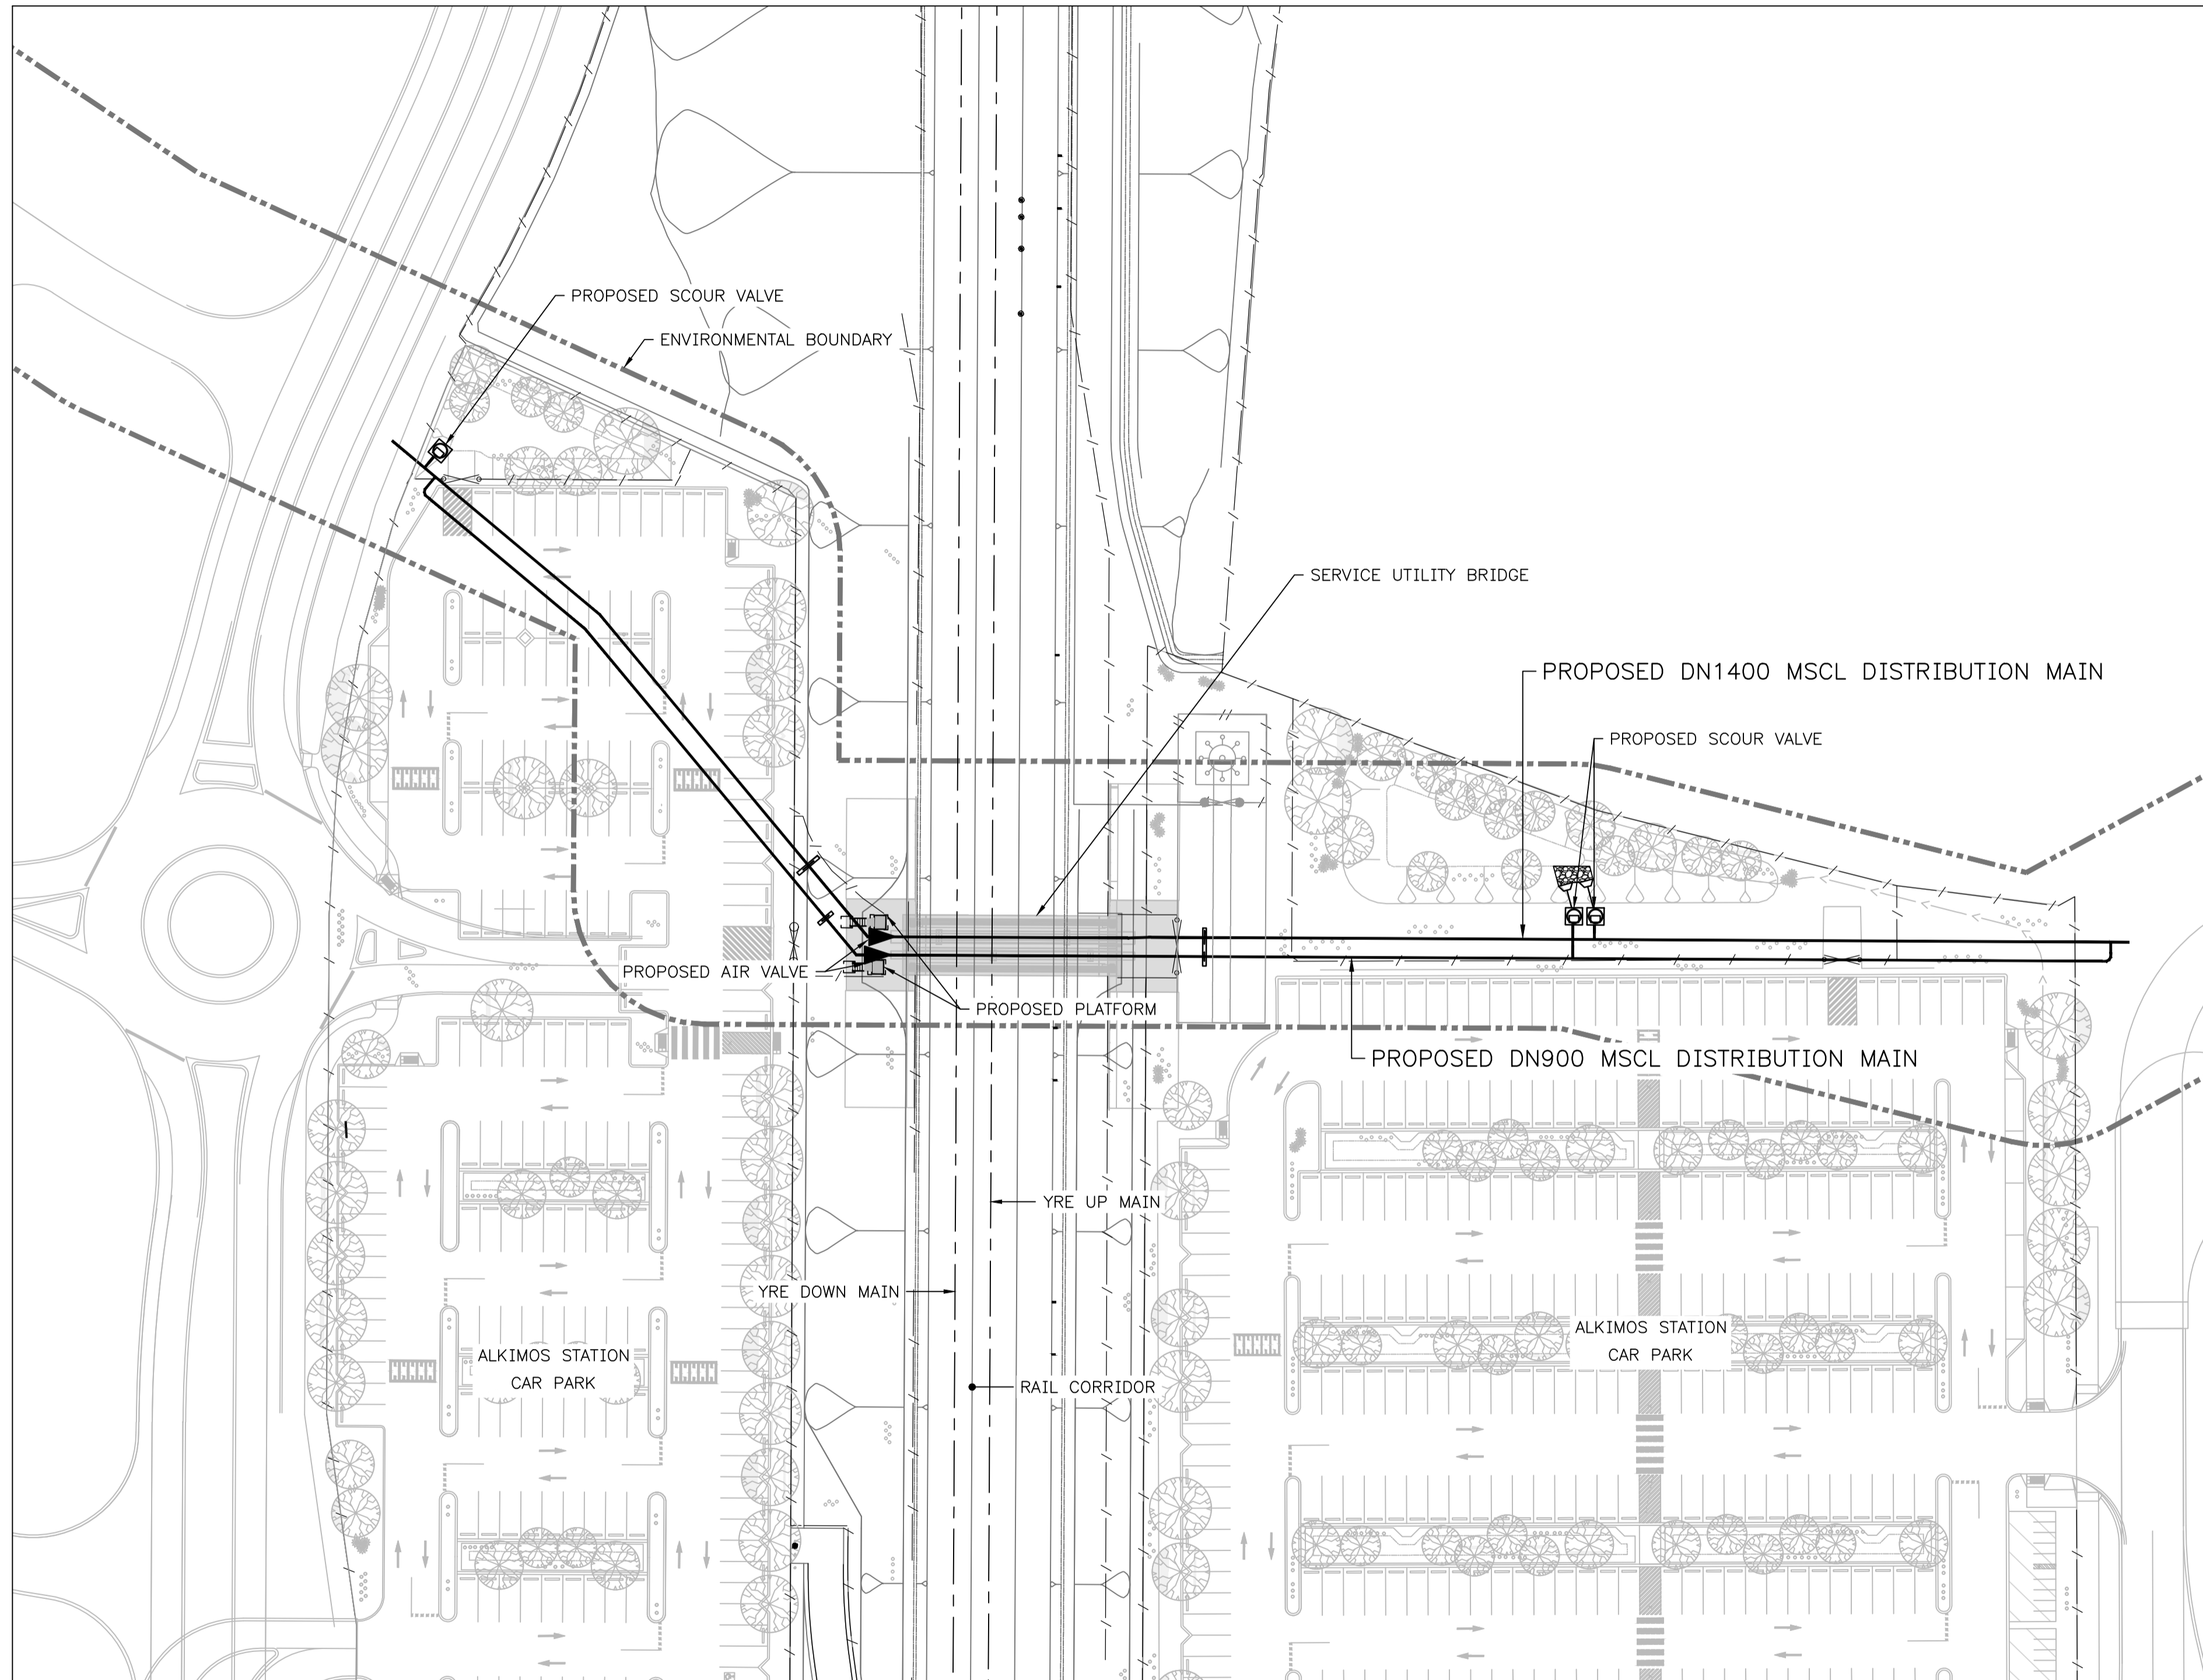 PROPOSED SCOUR VALVE
ENVIRONMENTAL BOUNDARY
SERVICE UTILITY BRIDGE
PROPOSED DN1400 MSCL DISTRIBUTION MAIN
PROPOSED SCOUR VALVE
PROPOSED AIR VALVE
PROPOSED PLATFORM
PROPOSED DN900 MSCL DISTRIBUTION MAIN
YRE UP MAIN
YRE DOWN MAIN
ALKIMOS STATION
CAR PARK
RAIL CORRIDOR
ALKIMOS STATION
CAR PARK